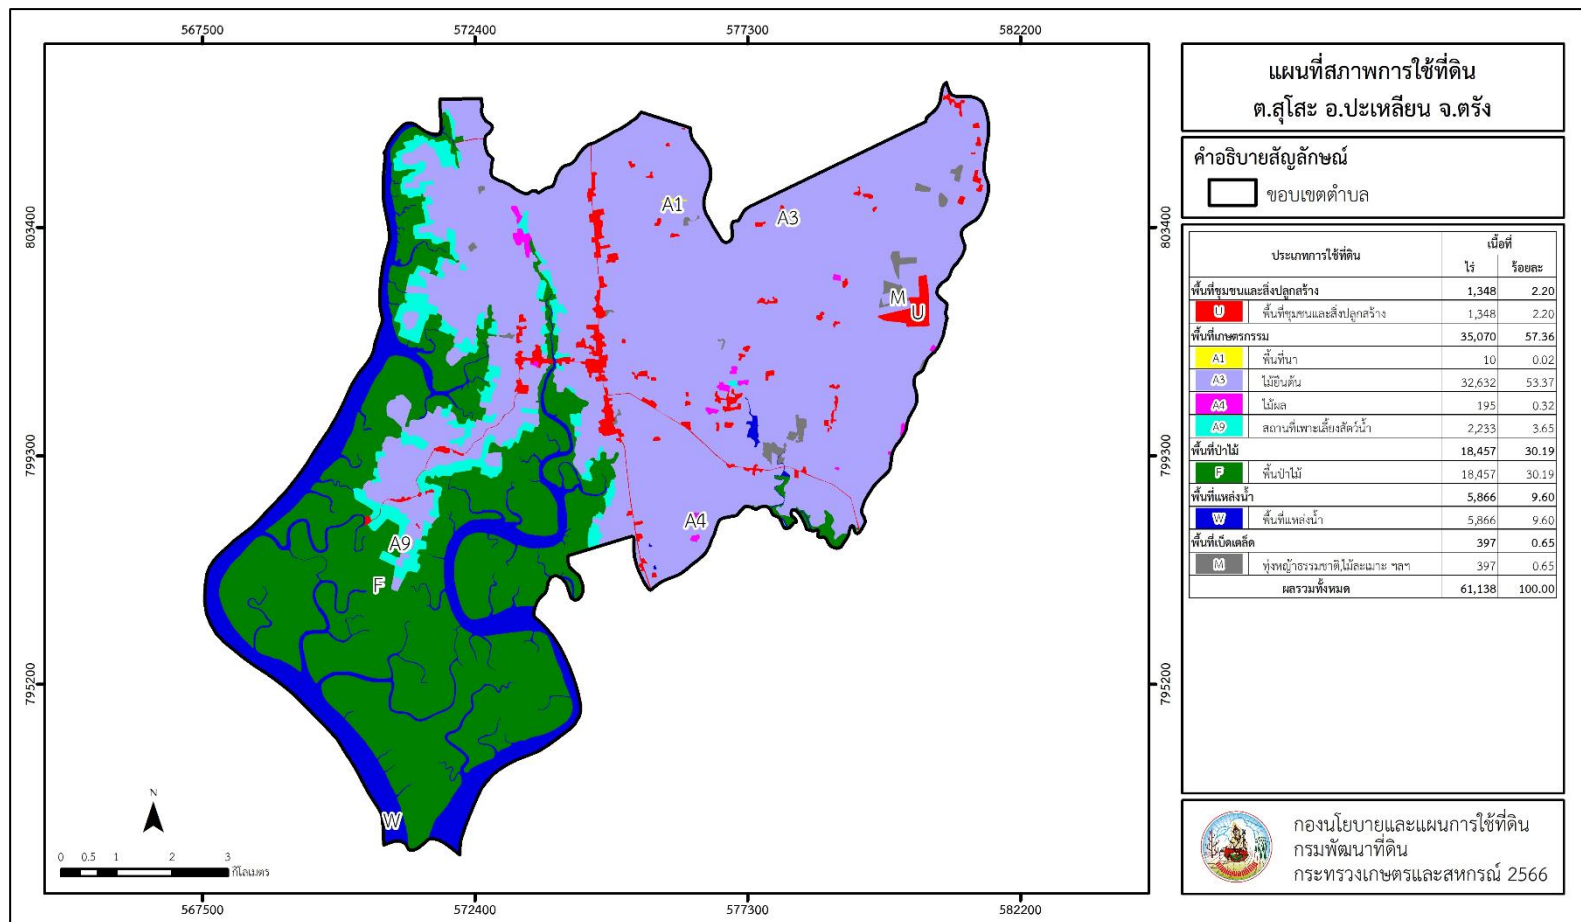 567500 572400 577300 582200
803400 803400
799300 799300
795200 795200
A1
A3
M
U
A4
A9
F
W
N
0 0.5 1 2 3
กิโลเมตร
567500 572400 577300 582200
แผนที่สภาพการใช้ที่ดิน
ต.สุโสะ อ.ปะเหลียน จ.ตรัง
คำอธิบายสัญลักษณ์
ขอบเขตตำบล
ประเภทการใช้ที่ดิน เนื้อที่
ไร่ ร้อยละ
พื้นที่ชุมชนและสิ่งปลูกสร้าง 1,348 2.20
U พื้นที่ชุมชนและสิ่งปลูกสร้าง 1,348 2.20
พื้นที่เกษตรกรรม 35,070 57.36
A1 พื้นที่นา 10 0.02
A3 ไม้ยืนต้น 32,632 53.37
A4 ไม้ผล 195 0.32
A9 สถานที่เพาะเลี้ยงสัตว์น้ำ 2,233 3.65
พื้นที่ป่าไม้ 18,457 30.19
F พื้นป่าไม้ 18,457 30.19
พื้นที่แหล่งน้ำ 5,866 9.60
W พื้นที่แหล่งน้ำ 5,866 9.60
พื้นที่เบ็ดเตล็ด 397 0.65
M ทุ่งหญ้าธรรมชาติ,ไม้ละเมาะ ฯลฯ 397 0.65
ผลรวมทั้งหมด 61,138 100.00
กองนโยบายและแผนการใช้ที่ดิน
กรมพัฒนาที่ดิน
กระทรวงเกษตรและสหกรณ์ 2566